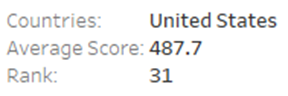 Countries: United States
Average Score: 487.7
Rank: 31